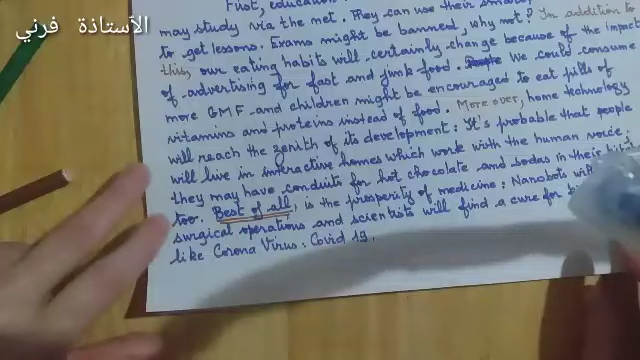 الآستاذة فرني
First, education
may study via the net. They can use their
to get lessons. Exams might be banned, why not? In addition to
this, our eating habits will certainly change because of the impact
of advertising for fast and junk food. We could consume
more GMF and children might be encouraged to eat pills of
vitamins and proteins instead of food. More over, home technology
will reach the zenith of its development: It's probable that people
will live in interactive homes which work with the human voice;
they may have conduits for hot chocolate and sodas in their
too. Best of all, is the prosperity of medicine: Nanobots will
surgical operations and scientists will find a cure for
like Corona Virus: Covid 19.